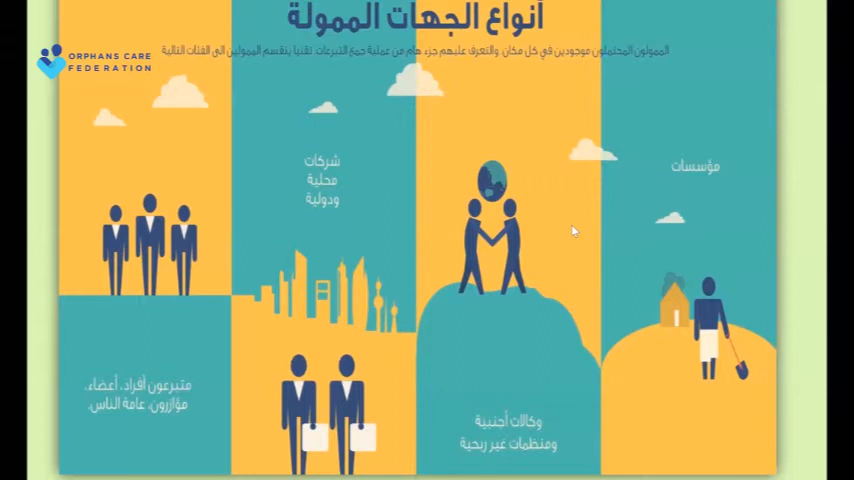 أنواع الجهات الممولة
الممولون المحتملون موجودين في كل مكان، والتعرف عليهم جزء هام من عملية جمع التبرعات. تقنيا ينقسم الممولين الى الفئات التالية
ORPHANS CARE
FEDERATION
مؤسسات
شركات
محلية
ودولية
وكالات أجنبية
ومنظمات غير ربحية
متبرعون أفراد، أعضاء،
مؤازرون، عامة الناس.